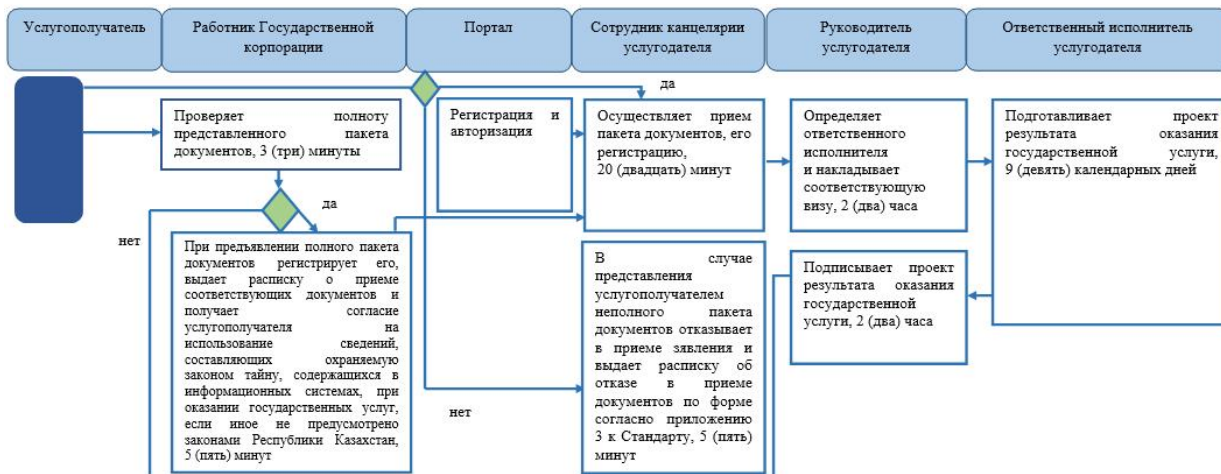 Услугополучатель
Работник Государственной
корпорации
Портал
Сотрудник канцелярии
услугодателя
Руководитель
услугодателя
Ответственный исполнитель
услугодателя
да
Проверяет полноту
представленного пакета
документов, 3 (три) минуты
Регистрация и
авторизация
Осуществляет прием
пакета документов, его
регистрацию,
20 (двадцать) минут
Определяет
ответственного
исполнителя
и накладывает
соответствующую
визу, 2 (два) часа
Подготавливает проект
результата оказания
государственной услуги,
9 (девять) календарных дней
да
нет
При предъявлении полного пакета
документов регистрирует его,
выдает расписку о приеме
соответствующих документов и
получает согласие
услугополучателя на
использование сведений,
составляющих охраняемую
законом тайну, содержащихся в
информационных системах, при
оказании государственных услуг,
если иное не предусмотрено
законами Республики Казахстан,
5 (пять) минут
нет
В случае
представления
услугополучателем
неполного пакета
документов отказывает
в приеме зявления и
выдает расписку об
отказе в приеме
документов по форме
согласно приложению
3 к Стандарту, 5 (пять)
минут
Подписывает проект
результата оказания
государственной
услуги, 2 (два) часа